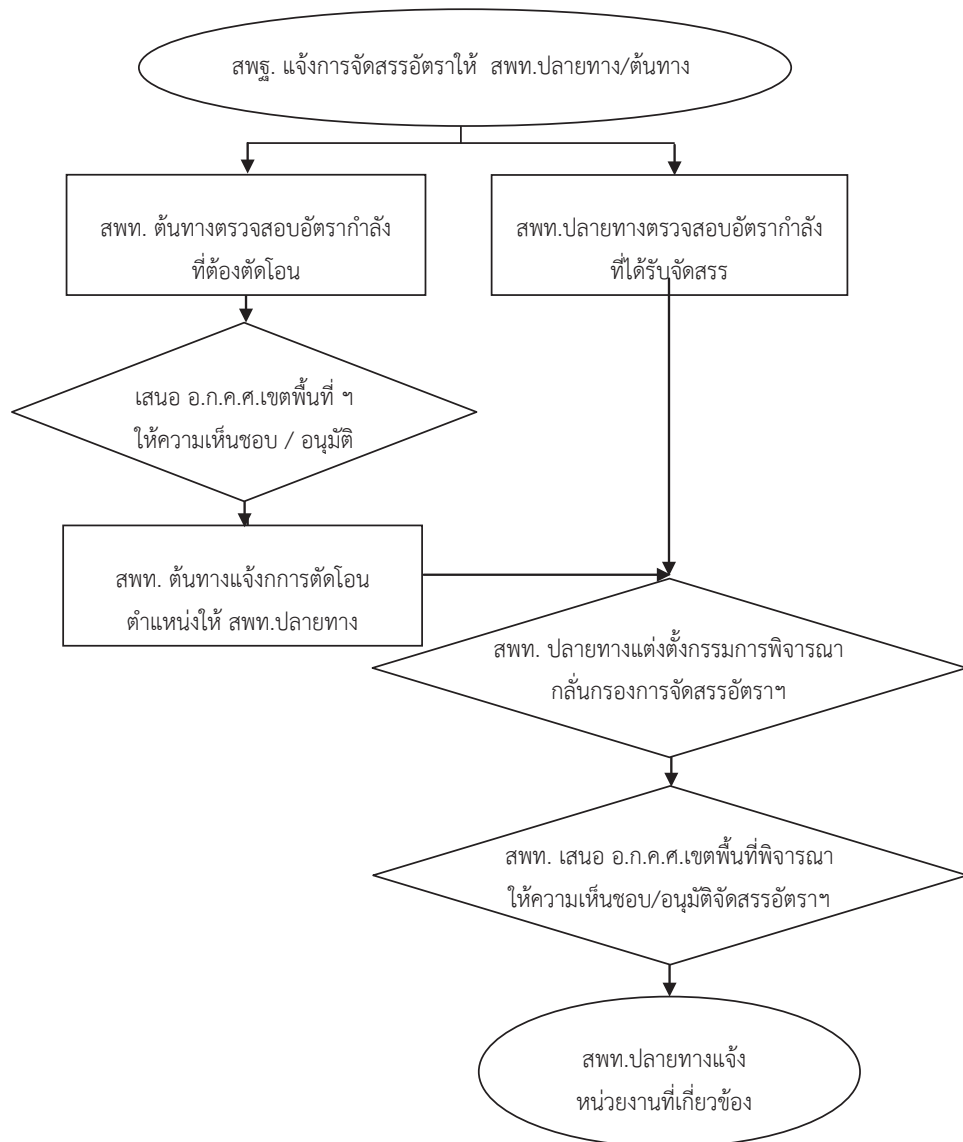 สพฐ. แจ้งการจัดสรรอัตราให้ สพท.ปลายทาง/ต้นทาง
สพท. ต้นทางตรวจสอบอัตรากำลัง
ที่ต้องตัดโอน
สพท.ปลายทางตรวจสอบอัตรากำลัง
ที่ได้รับจัดสรร
เสนอ อ.ก.ค.ศ.เขตพื้นที่ ฯ
ให้ความเห็นชอบ / อนุมัติ
สพท. ต้นทางแจ้งกการตัดโอน
ตำแหน่งให้ สพท.ปลายทาง
สพท. ปลายทางแต่งตั้งกรรมการพิจารณา
กลั่นกรองการจัดสรรอัตราฯ
สพท. เสนอ อ.ก.ค.ศ.เขตพื้นที่พิจารณา
ให้ความเห็นชอบ/อนุมัติจัดสรรอัตราฯ
สพท.ปลายทางแจ้ง
หน่วยงานที่เกี่ยวข้อง